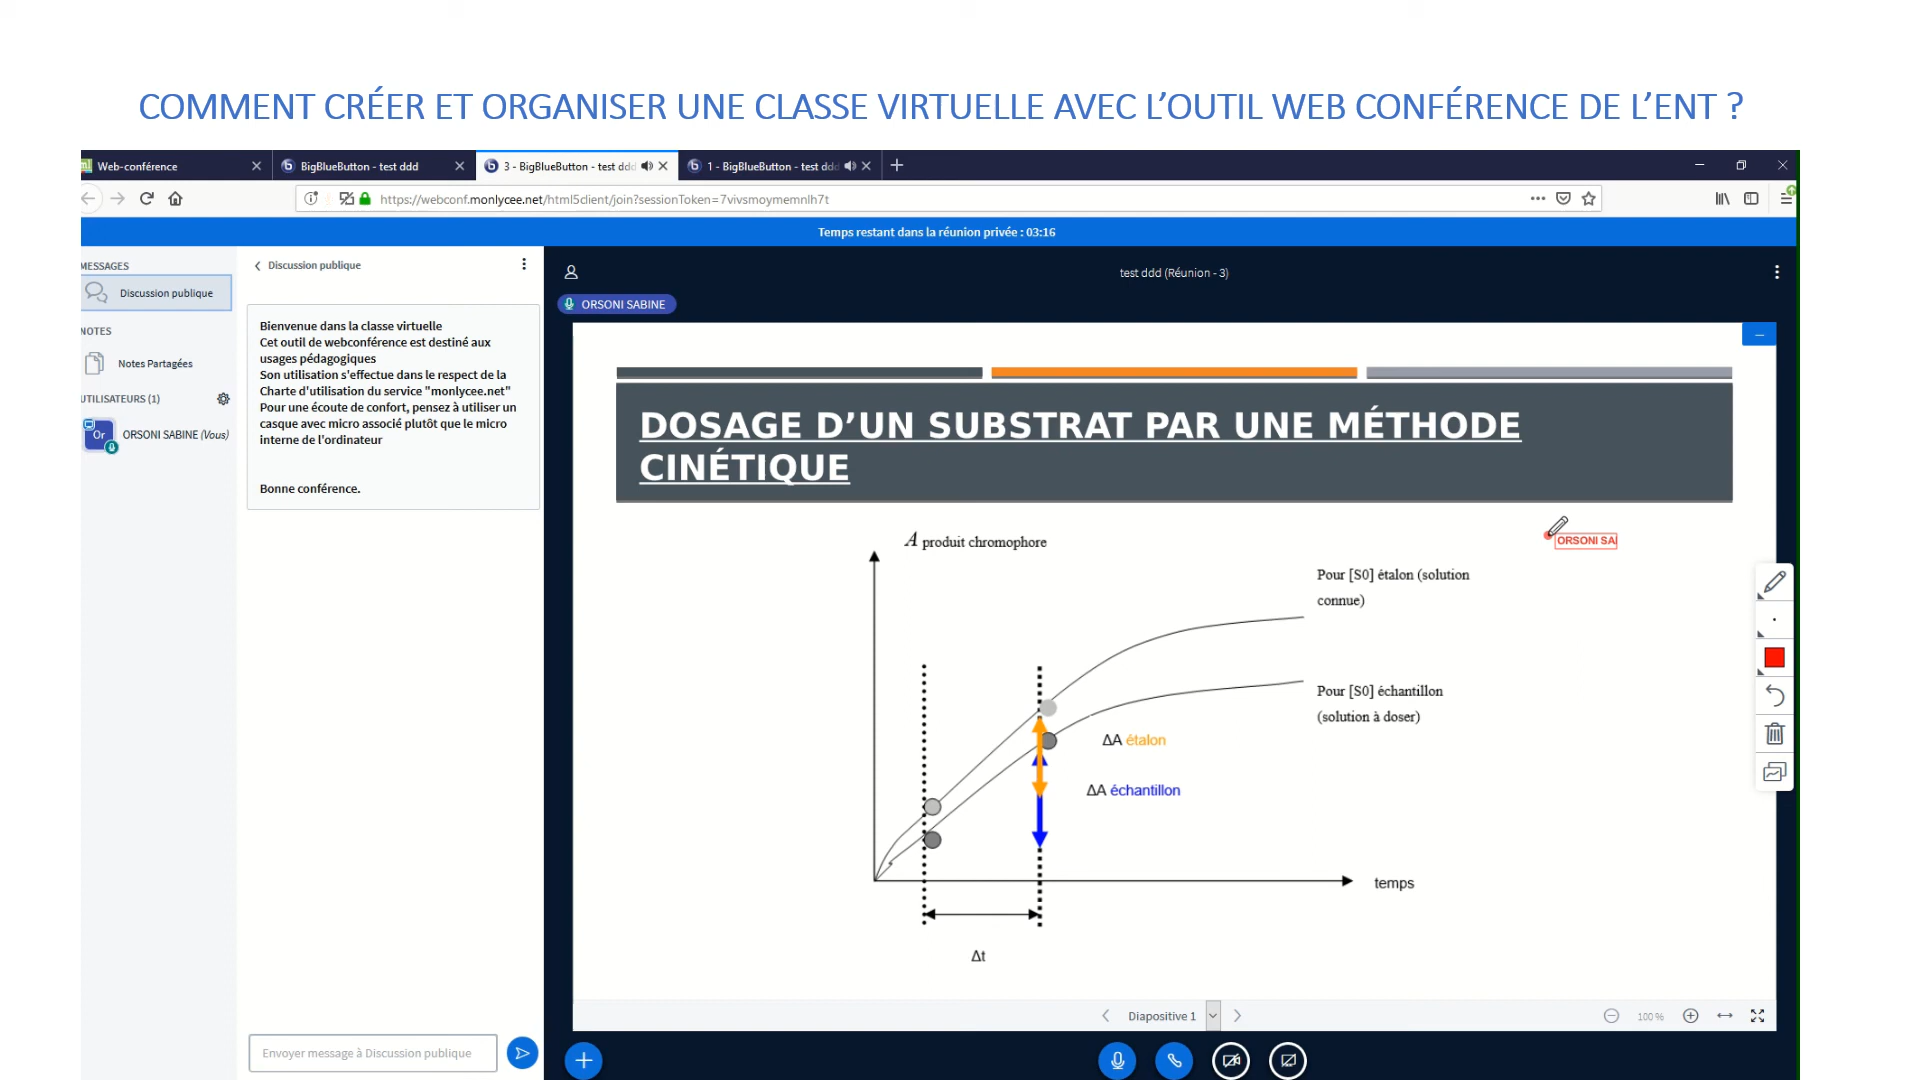 COMMENT CRÉER ET ORGANISER UNE CLASSE VIRTUELLE AVEC L’OUTIL WEB CONFÉRENCE DE L’ENT ?
Web-conférence
BigBlueButton - test ddd
3 - BigBlueButton - test ddd
1 - BigBlueButton - test ddd
https://webconf.monlycee.net/html5client/join?sessionToken=7vivsmoymemnlh7t
Temps restant dans la réunion privée : 03:16
MESSAGES
Discussion publique
NOTES
Notes Partagées
UTILISATEURS (1)
Or
ORSONI SABINE (Vous)
Discussion publique
Bienvenue dans la classe virtuelle
Cet outil de webconférence est destiné aux
usages pédagogiques
Son utilisation s'effectue dans le respect de la
Charte d'utilisation du service "monlycee.net"
Pour une écoute de confort, pensez à utiliser un
casque avec micro associé plutôt que le micro
interne de l'ordinateur
Bonne conférence.
Envoyer message à Discussion publique
test ddd (Réunion - 3)
ORSONI SABINE
DOSAGE D’UN SUBSTRAT PAR UNE MÉTHODE
CINÉTIQUE
A produit chromophore
ORSONI SA
Pour [S0] étalon (solution
connue)
Pour [S0] échantillon
(solution à doser)
ΔA étalon
ΔA échantillon
temps
Δt
Diapositive 1
100 %